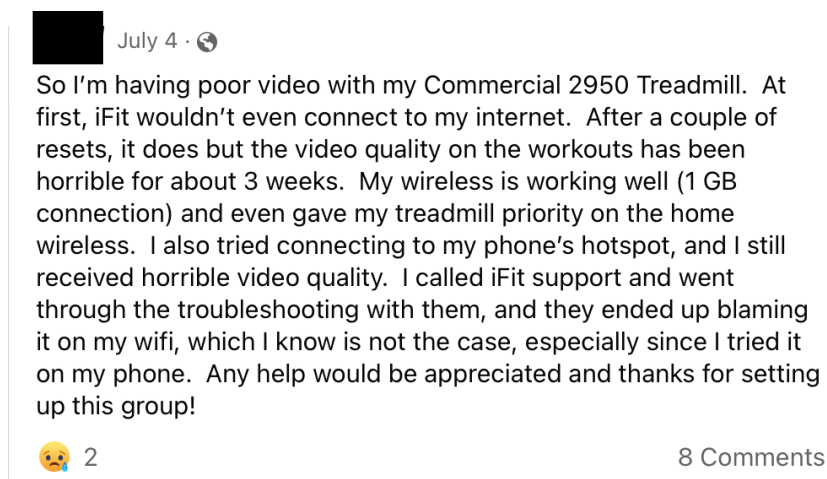 July 4 ·
So I’m having poor video with my Commercial 2950 Treadmill.  At
first, iFit wouldn’t even connect to my internet.  After a couple of
resets, it does but the video quality on the workouts has been
horrible for about 3 weeks.  My wireless is working well (1 GB
connection) and even gave my treadmill priority on the home
wireless.  I also tried connecting to my phone’s hotspot, and I still
received horrible video quality.  I called iFit support and went
through the troubleshooting with them, and they ended up blaming
it on my wifi, which I know is not the case, especially since I tried it
on my phone.  Any help would be appreciated and thanks for setting
up this group!
2 8 Comments